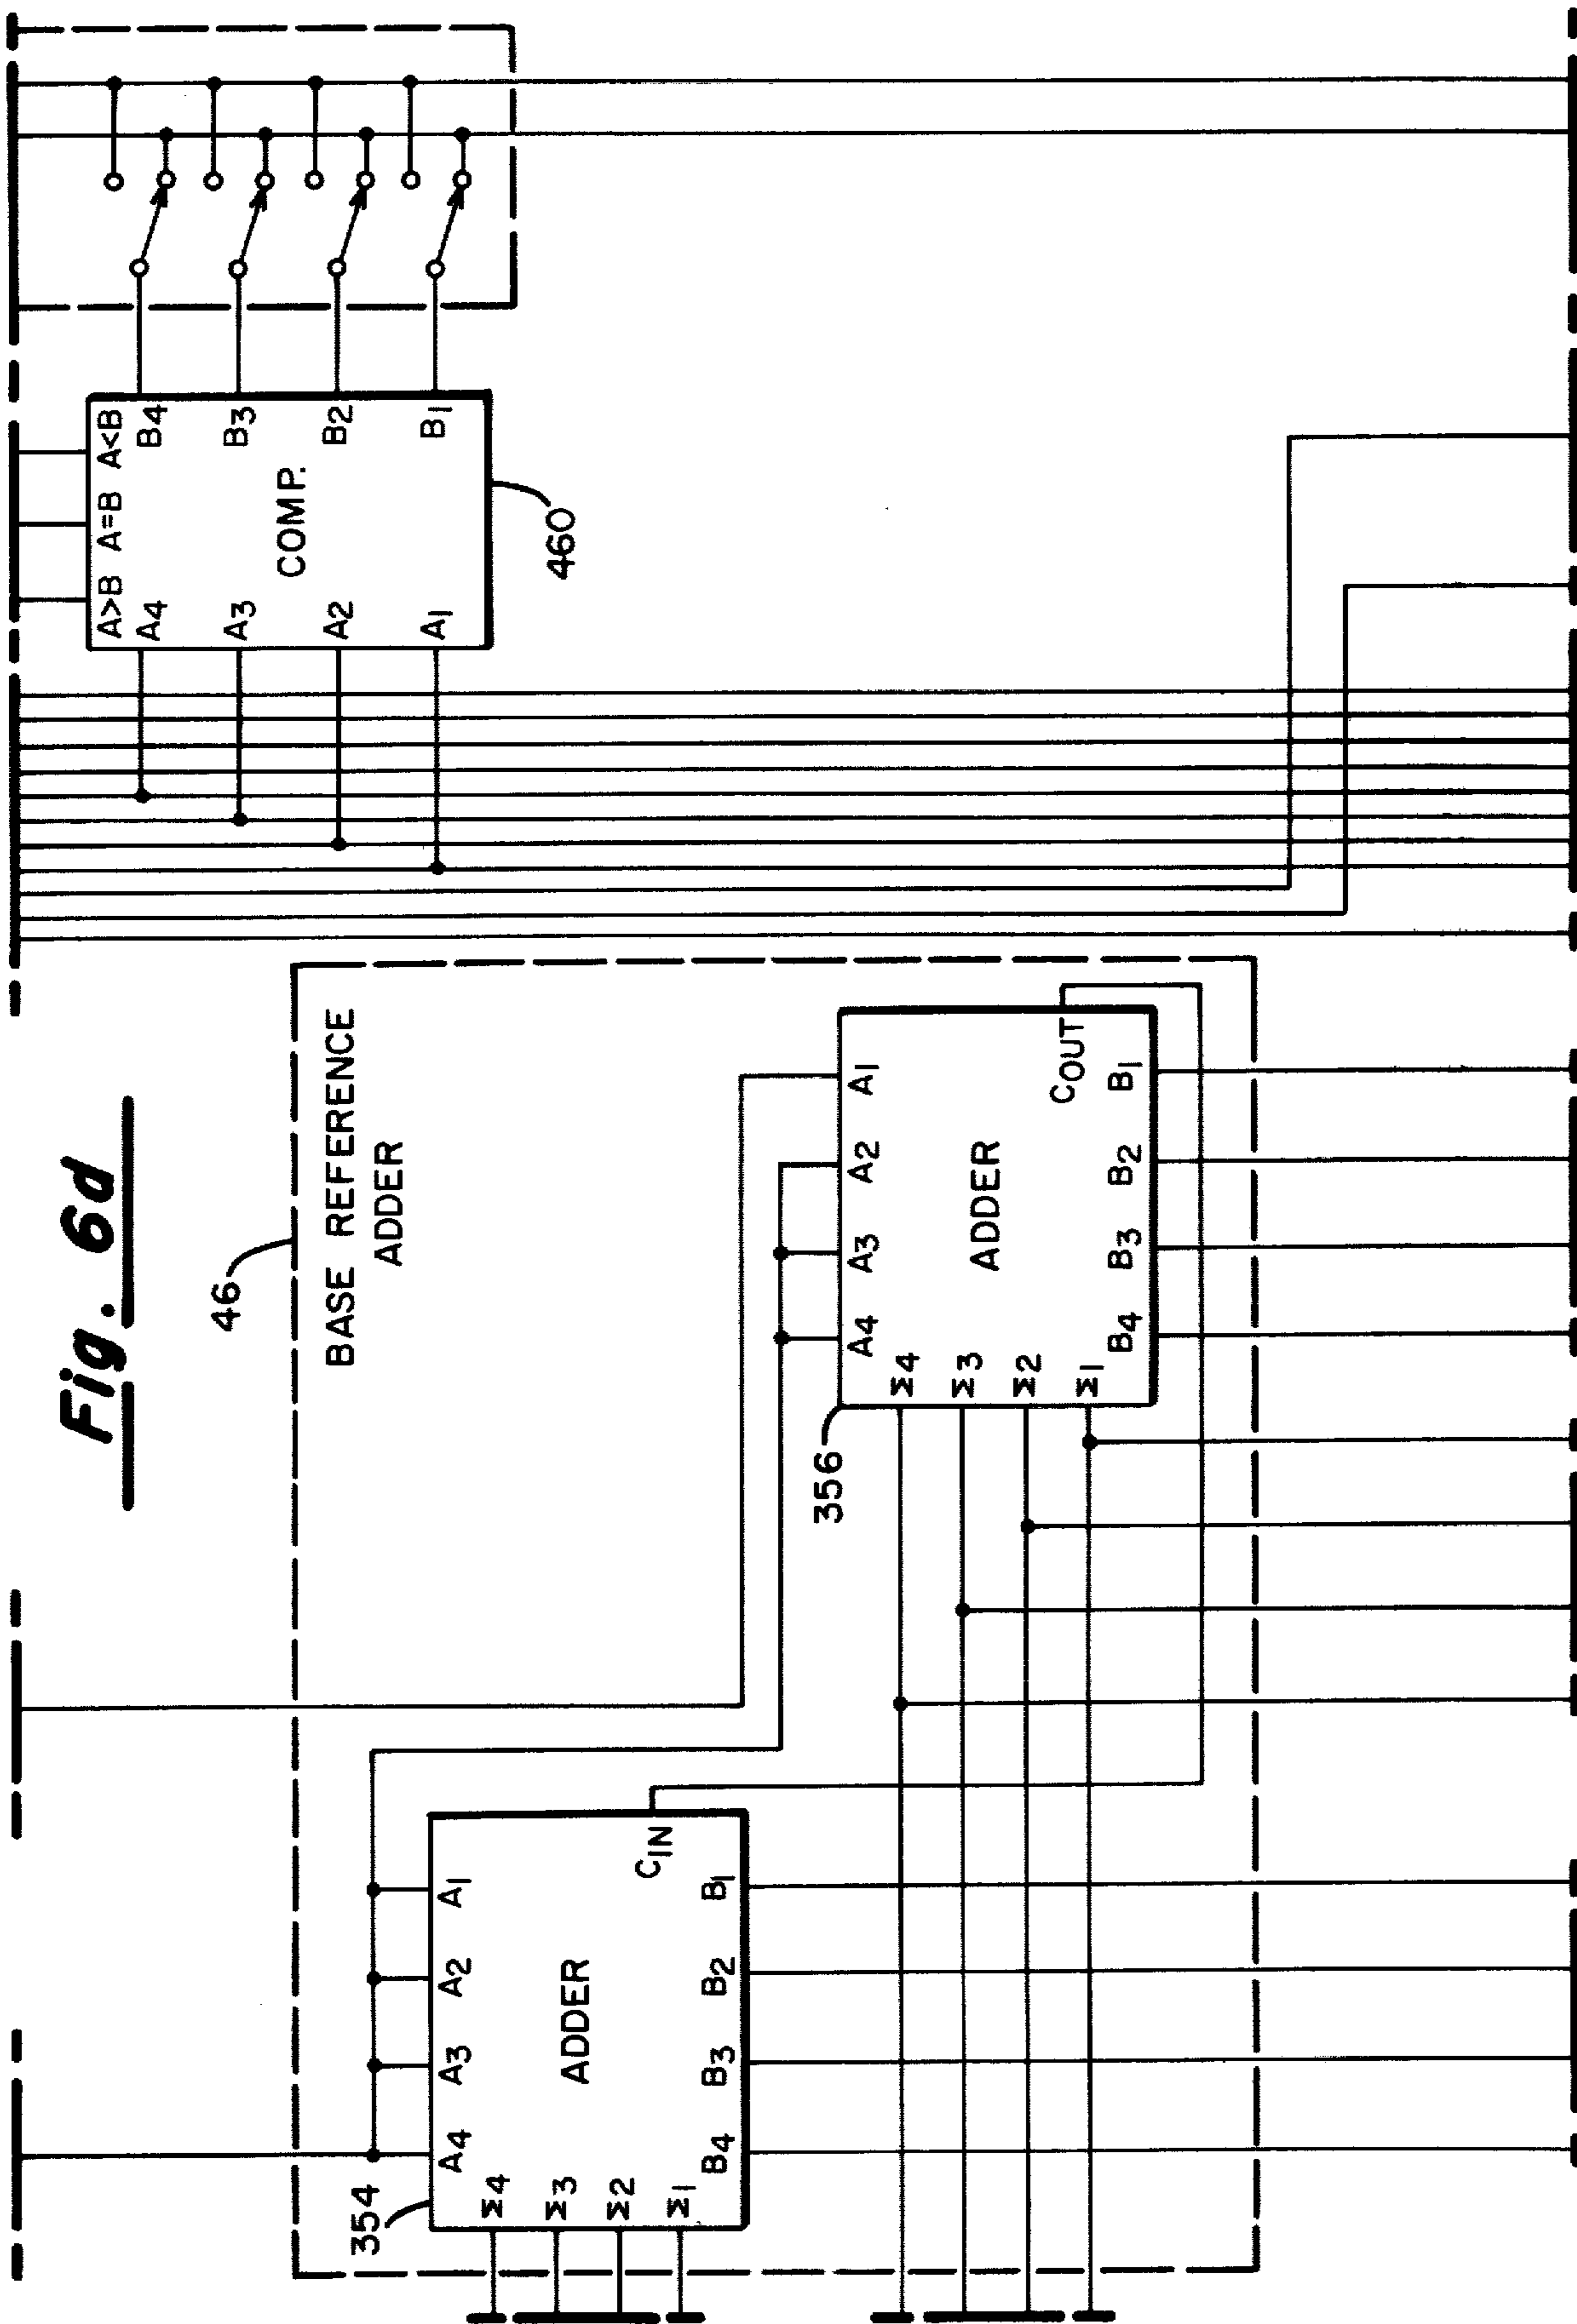 Fig. 6d
46
BASE REFERENCE
ADDER
354
A4 A3 A2 A1
Σ4
Σ3
Σ2
Σ1
ADDER
CIN
B4 B3 B2 B1
356
A4 A3 A2 A1
Σ4
Σ3
Σ2
Σ1
ADDER
COUT
B4 B3 B2 B1
A>B A=B A<B
A4 B4
A3 B3
A2 B2
A1 B1
COMP.
460